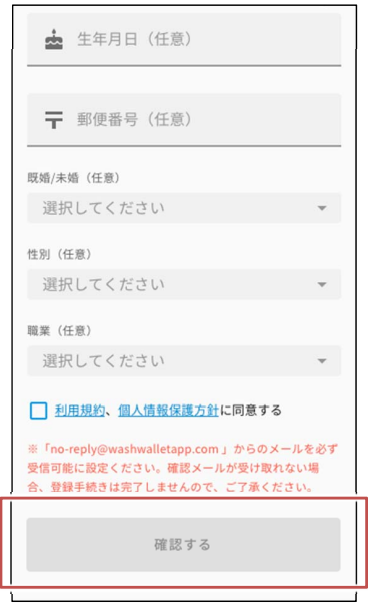 生年月日（任意）
郵便番号（任意）
既婚/未婚（任意）
選択してください
性別（任意）
選択してください
職業（任意）
選択してください
利用規約、個人情報保護方針に同意する
※「no-reply@washwalletapp.com 」からのメールを必ず
受信可能に設定ください。確認メールが受け取れない場
合、登録手続きは完了しませんので、ご了承ください。
確認する